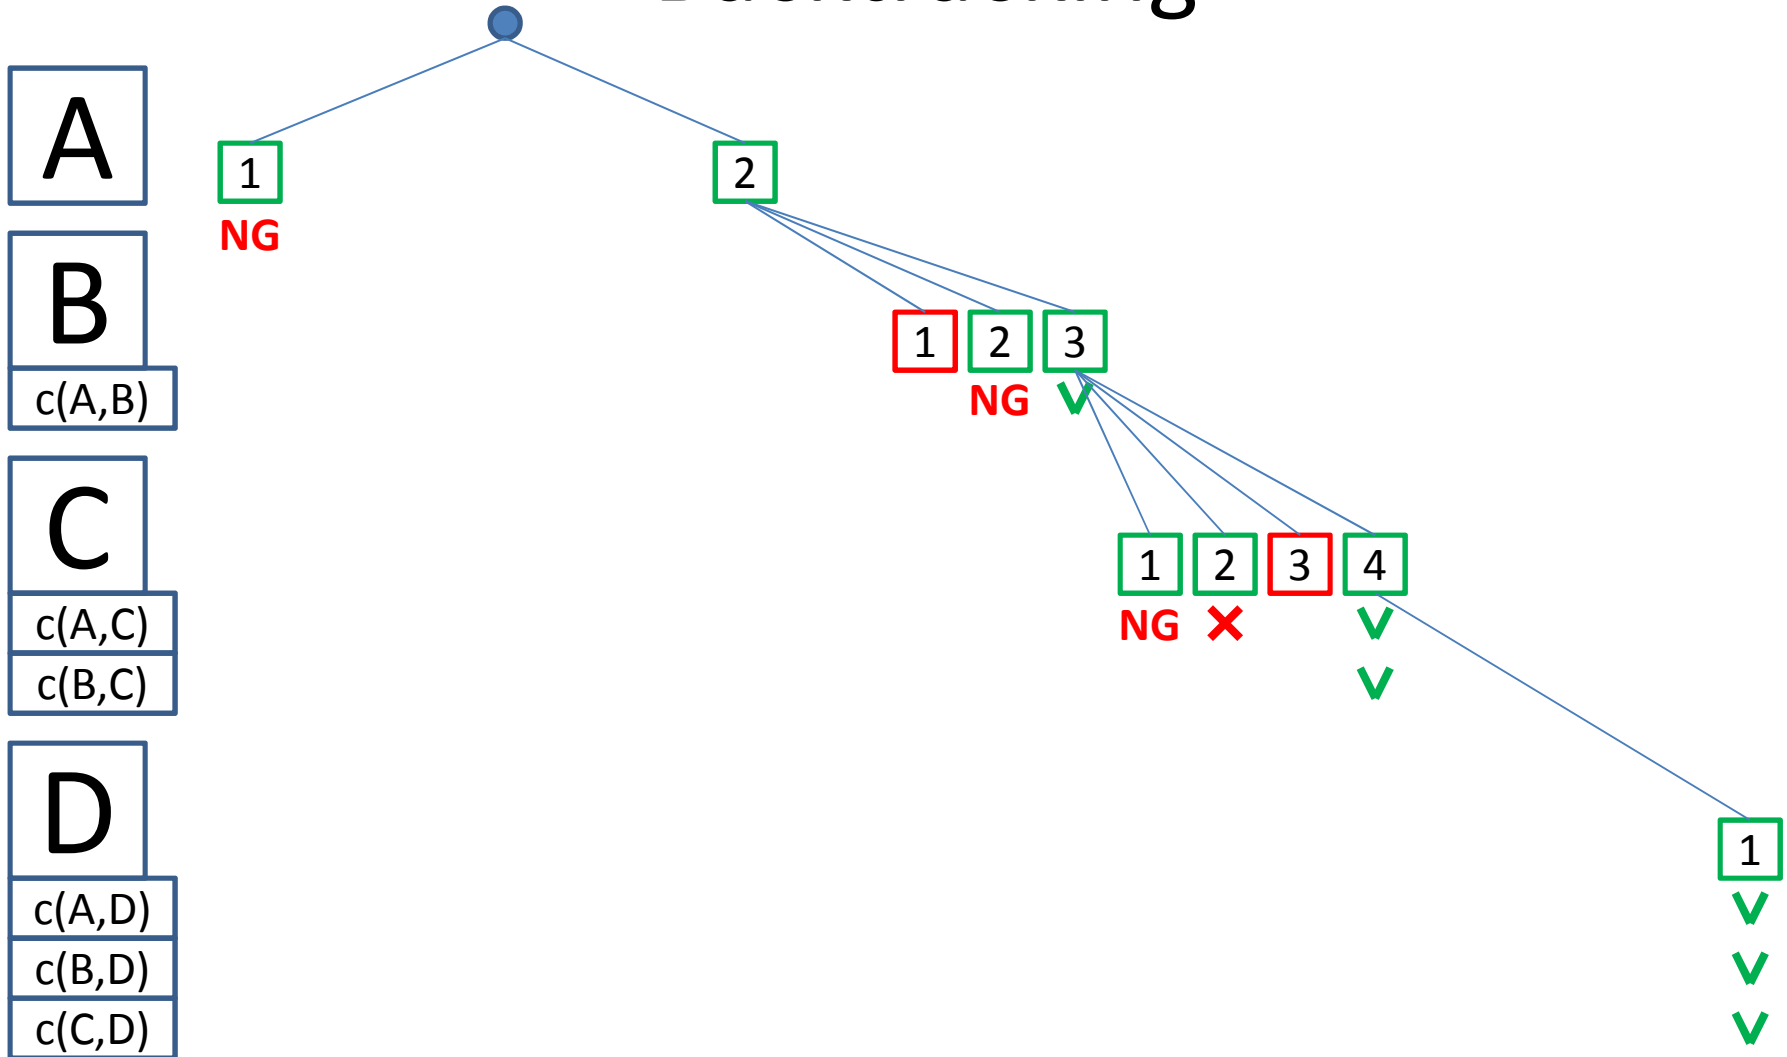 A
1
2
NG
B
1 2 3
c(A,B)
NG V
C
1 2 3 4
c(A,C)
NG X V
c(B,C)
V
D
1
c(A,D)
V
c(B,D)
V
c(C,D)
V